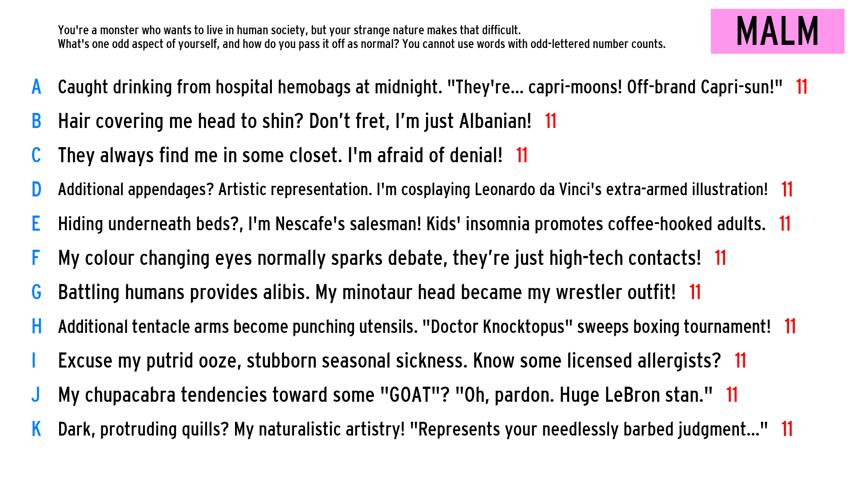 You're a monster who wants to live in human society, but your strange nature makes that difficult.
What's one odd aspect of yourself, and how do you pass it off as normal? You cannot use words with odd-lettered number counts.
MALM
A Caught drinking from hospital hemobags at midnight. "They're... capri-moons! Off-brand Capri-sun!" 11
B Hair covering me head to shin? Don't fret, I'm just Albanian! 11
C They always find me in some closet. I'm afraid of denial! 11
D Additional appendages? Artistic representation. I'm cosplaying Leonardo da Vinci's extra-armed illustration! 11
E Hiding underneath beds?, I'm Nescafe's salesman! Kids' insomnia promotes coffee-hooked adults. 11
F My colour changing eyes normally sparks debate, they're just high-tech contacts! 11
G Battling humans provides alibis. My minotaur head became my wrestler outfit! 11
H Additional tentacle arms become punching utensils. "Doctor Knocktopus" sweeps boxing tournament! 11
I Excuse my putrid ooze, stubborn seasonal sickness. Know some licensed allergists? 11
J My chupacabra tendencies toward some "GOAT"? "Oh, pardon. Huge LeBron stan." 11
K Dark, protruding quills? My naturalistic artistry! "Represents your needlessly barbed judgment..." 11